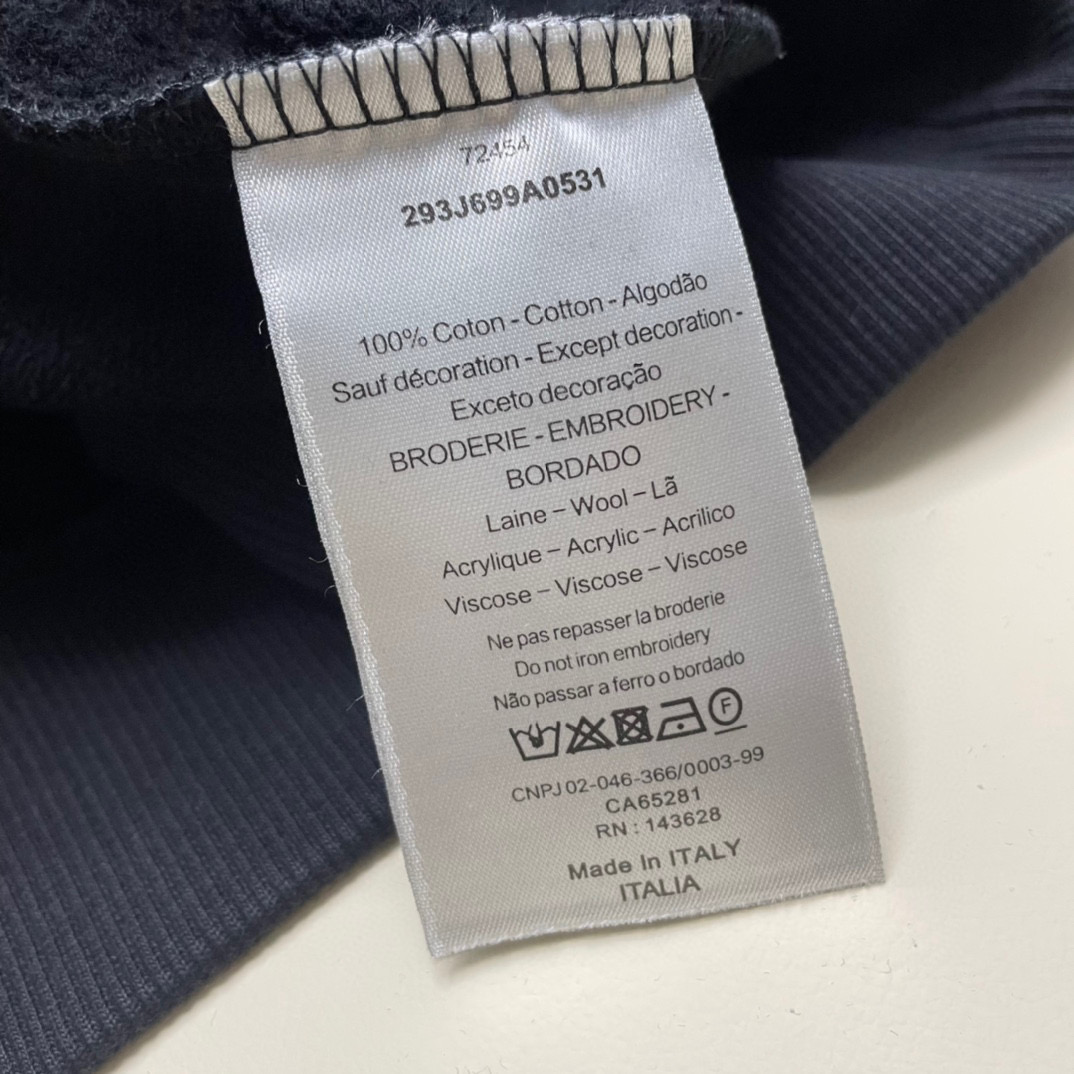 72454
293J699A0531
100% Coton - Cotton - Algodão
Sauf décoration - Except decoration -
Exceto decoração
BRODERIE - EMBROIDERY -
BORDADO
Laine – Wool – Lã
Acrylique – Acrylic – Acrilico
Viscose – Viscose – Viscose
Ne pas repasser la broderie
Do not iron embroidery
Não passar a ferro o bordado
F
CNPJ 02-046-366/0003-99
CA65281
RN : 143628
Made In ITALY
ITALIA